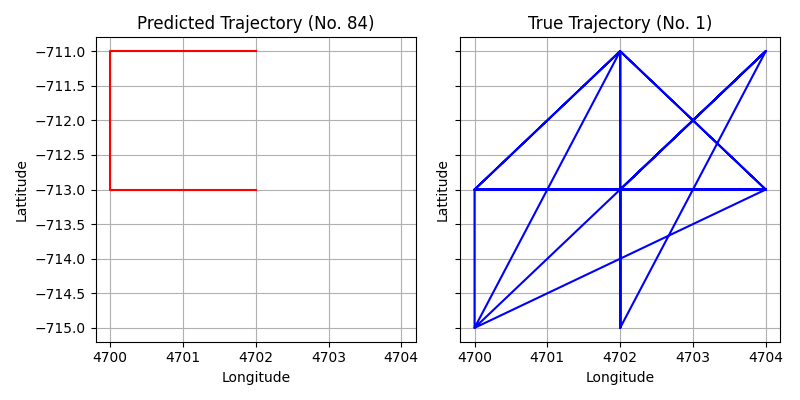 Predicted Trajectory (No. 84)
Lattitude
−711.0
−711.5
−712.0
−712.5
−713.0
−713.5
−714.0
−714.5
−715.0
4700 4701 4702 4703 4704
Longitude
True Trajectory (No. 1)
Lattitude
4700 4701 4702 4703 4704
Longitude